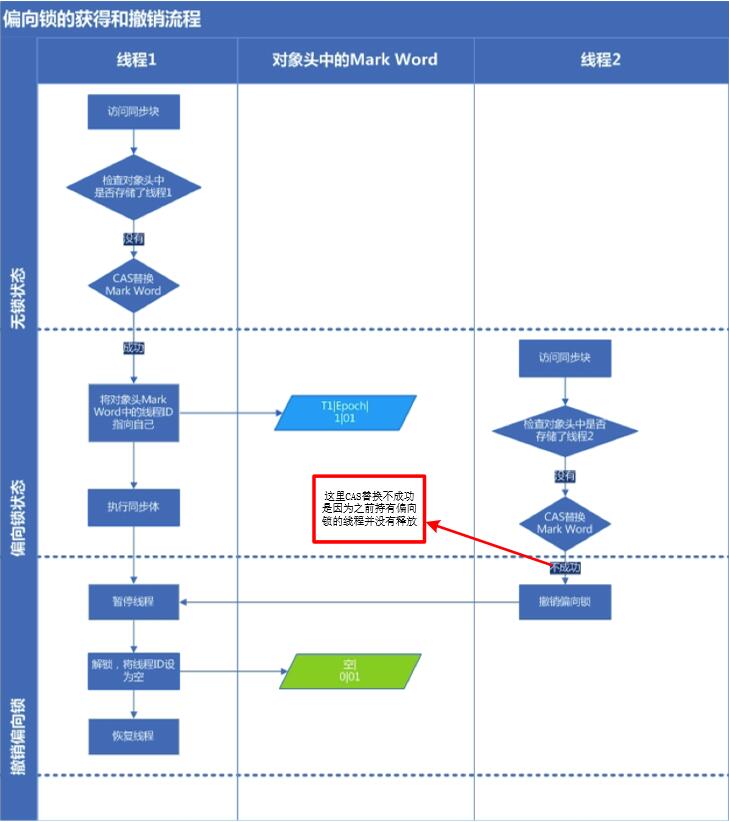 偏向锁的获得和撤销流程
线程1
对象头中的Mark Word
线程2
无锁状态
访问同步块
检查对象头中
是否存储了线程1
没有
CAS替换
Mark Word
偏向锁状态
成功
将对象头Mark
Word中的线程ID
指向自己
T1|Epoch|
1|01
执行同步体
访问同步块
检查对象头中是否
存储了线程2
没有
CAS替换
Mark Word
这里CAS替换不成功
是因为之前持有偏向
锁的线程并没有释放
不成功
撤销偏向锁
撤销偏向锁
暂停线程
解锁，将线程ID设
为空
空|
0|01
恢复线程